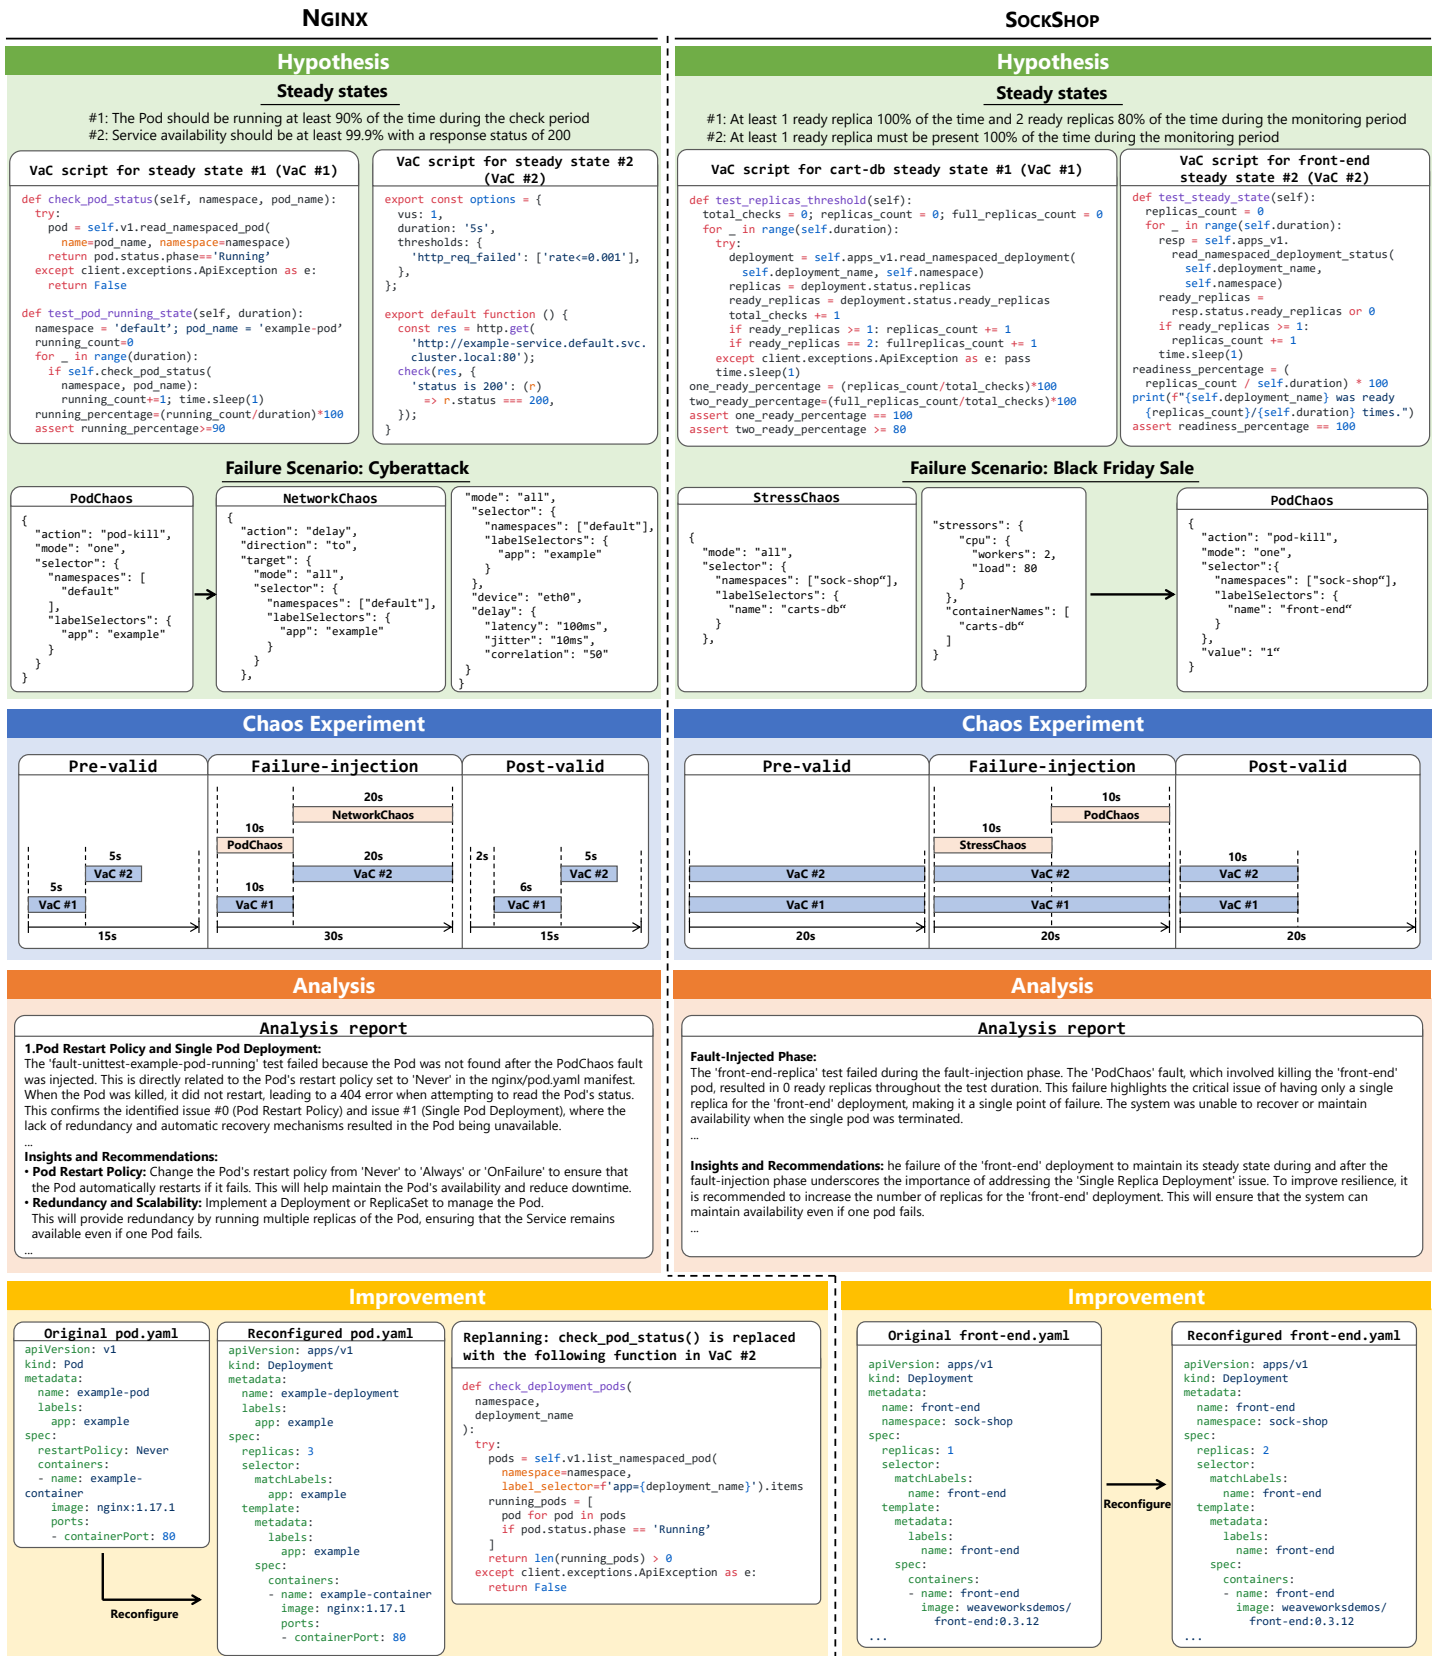 NGINX
Hypothesis
Steady states
#1: The Pod should be running at least 90% of the time during the check period
#2: Service availability should be at least 99.9% with a response status of 200
VaC script for steady state #1 (VaC #1)
def check_pod_status(self, namespace, pod_name):
  try:
    pod = self.v1.read_namespaced_pod(
      name=pod_name, namespace=namespace)
    return pod.status.phase=='Running’
  except client.exceptions.ApiException as e:
    return False
def test_pod_running_state(self, duration):
  namespace = 'default’; pod_name = 'example-pod’
  running_count=0
  for _ in range(duration):
    if self.check_pod_status(
      namespace, pod_name):
      running_count+=1; time.sleep(1)
  running_percentage=(running_count/duration)*100
  assert running_percentage>=90
VaC script for steady state #2
(VaC #2)
export const options = {
  vus: 1,
  duration: '5s',
  thresholds: {
    'http_req_failed': ['rate<=0.001'],
  },
};
export default function () {
  const res = http.get(
    'http://example-service.default.svc.
    cluster.local:80');
  check(res, {
    'status is 200': (r)
      => r.status === 200,
  });
}
Failure Scenario: Cyberattack
PodChaos
{
  "action": "pod-kill",
  "mode": "one",
  "selector": {
    "namespaces": [
      "default"
    ],
    "labelSelectors": {
      "app": "example"
    }
  }
}
NetworkChaos
{
  "action": "delay",
  "direction": "to",
  "target": {
    "mode": "all",
    "selector": {
      "namespaces": ["default"],
      "labelSelectors": {
        "app": "example"
      }
    }
  },
"mode": "all",
"selector": {
  "namespaces": ["default"],
  "labelSelectors": {
    "app": "example"
  }
},
"device": "eth0",
"delay": {
  "latency": "100ms",
  "jitter": "10ms",
  "correlation": "50"
}
}
Chaos Experiment
Pre-valid
Failure-injection
Post-valid
20s
NetworkChaos
10s
PodChaos
5s
VaC #2
20s
VaC #2
2s
5s
VaC #2
5s
VaC #1
10s
VaC #1
6s
VaC #1
15s
30s
15s
Analysis
Analysis report
1.Pod Restart Policy and Single Pod Deployment:
The 'fault-unittest-example-pod-running' test failed because the Pod was not found after the PodChaos fault
was injected. This is directly related to the Pod's restart policy set to 'Never' in the nginx/pod.yaml manifest.
When the Pod was killed, it did not restart, leading to a 404 error when attempting to read the Pod's status.
This confirms the identified issue #0 (Pod Restart Policy) and issue #1 (Single Pod Deployment), where the
lack of redundancy and automatic recovery mechanisms resulted in the Pod being unavailable.
...
Insights and Recommendations:
• Pod Restart Policy: Change the Pod's restart policy from 'Never' to 'Always' or 'OnFailure' to ensure that
the Pod automatically restarts if it fails. This will help maintain the Pod's availability and reduce downtime.
• Redundancy and Scalability: Implement a Deployment or ReplicaSet to manage the Pod.
This will provide redundancy by running multiple replicas of the Pod, ensuring that the Service remains
available even if one Pod fails.
...
Improvement
Original pod.yaml
apiVersion: v1
kind: Pod
metadata:
  name: example-pod
  labels:
    app: example
spec:
  restartPolicy: Never
  containers:
  - name: example-
container
    image: nginx:1.17.1
    ports:
    - containerPort: 80
Reconfigure
Reconfigured pod.yaml
apiVersion: apps/v1
kind: Deployment
metadata:
  name: example-deployment
  labels:
    app: example
spec:
  replicas: 3
  selector:
    matchLabels:
      app: example
  template:
    metadata:
      labels:
        app: example
    spec:
      containers:
      - name: example-container
        image: nginx:1.17.1
        ports:
        - containerPort: 80
Replanning: check_pod_status() is replaced
with the following function in VaC #2
def check_deployment_pods(
  namespace,
  deployment_name
):
  try:
    pods = self.v1.list_namespaced_pod(
      namespace=namespace,
      label_selector=f'app={deployment_name}').items
    running_pods = [
      pod for pod in pods
      if pod.status.phase == 'Running’
    ]
    return len(running_pods) > 0
  except client.exceptions.ApiException as e:
    return False
SOCKSHOP
Hypothesis
Steady states
#1: At least 1 ready replica 100% of the time and 2 ready replicas 80% of the time during the monitoring period
#2: At least 1 ready replica must be present 100% of the time during the monitoring period
VaC script for cart-db steady state #1 (VaC #1)
def test_replicas_threshold(self):
  total_checks = 0; replicas_count = 0; full_replicas_count = 0
  for _ in range(self.duration):
    try:
      deployment = self.apps_v1.read_namespaced_deployment(
        self.deployment_name, self.namespace)
      replicas = deployment.status.replicas
      ready_replicas = deployment.status.ready_replicas
      total_checks += 1
      if ready_replicas >= 1: replicas_count += 1
      if ready_replicas == 2: fullreplicas_count += 1
    except client.exceptions.ApiException as e: pass
    time.sleep(1)
one_ready_percentage = (replicas_count/total_checks)*100
two_ready_percentage=(full_replicas_count/total_checks)*100
assert one_ready_percentage == 100
assert two_ready_percentage >= 80
VaC script for front-end
steady state #2 (VaC #2)
def test_steady_state(self):
  replicas_count = 0
  for _ in range(self.duration):
    resp = self.apps_v1.
      read_namespaced_deployment_status(
        self.deployment_name,
        self.namespace)
    ready_replicas =
      resp.status.ready_replicas or 0
    if ready_replicas >= 1:
      replicas_count += 1
    time.sleep(1)
readiness_percentage = (
  replicas_count / self.duration) * 100
print(f"{self.deployment_name} was ready
  {replicas_count}/{self.duration} times.")
assert readiness_percentage == 100
Failure Scenario: Black Friday Sale
StressChaos
{
  "mode": "all",
  "selector": {
    "namespaces": ["sock-shop“],
    "labelSelectors": {
      "name": "carts-db“
    }
  },
"stressors": {
    "cpu": {
      "workers": 2,
      "load": 80
    }
  },
  "containerNames": [
    "carts-db“
  ]
}
PodChaos
{
  "action": "pod-kill",
  "mode": "one",
  "selector":{
    "namespaces": ["sock-shop“],
    "labelSelectors": {
      "name": "front-end“
    }
  },
  "value": "1“
}
Chaos Experiment
Pre-valid
Failure-injection
Post-valid
10s
PodChaos
10s
StressChaos
VaC #2
VaC #2
10s
VaC #2
VaC #1
VaC #1
VaC #1
20s
20s
20s
Analysis
Analysis report
Fault-Injected Phase:
The 'front-end-replica' test failed during the fault-injection phase. The 'PodChaos' fault, which involved killing the 'front-end'
pod, resulted in 0 ready replicas throughout the test duration. This failure highlights the critical issue of having only a single
replica for the 'front-end' deployment, making it a single point of failure. The system was unable to recover or maintain
availability when the single pod was terminated.
...
Insights and Recommendations: he failure of the 'front-end' deployment to maintain its steady state during and after the
fault-injection phase underscores the importance of addressing the 'Single Replica Deployment' issue. To improve resilience, it
is recommended to increase the number of replicas for the 'front-end' deployment. This will ensure that the system can
maintain availability even if one pod fails.
...
Improvement
Original front-end.yaml
apiVersion: apps/v1
kind: Deployment
metadata:
  name: front-end
  namespace: sock-shop
spec:
  replicas: 1
  selector:
    matchLabels:
      name: front-end
  template:
    metadata:
      labels:
        name: front-end
    spec:
      containers:
      - name: front-end
        image: weaveworksdemos/
          front-end:0.3.12
...
Reconfigure
Reconfigured front-end.yaml
apiVersion: apps/v1
kind: Deployment
metadata:
  name: front-end
  namespace: sock-shop
spec:
  replicas: 2
  selector:
    matchLabels:
      name: front-end
  template:
    metadata:
      labels:
        name: front-end
    spec:
      containers:
      - name: front-end
        image: weaveworksdemos/
          front-end:0.3.12
...